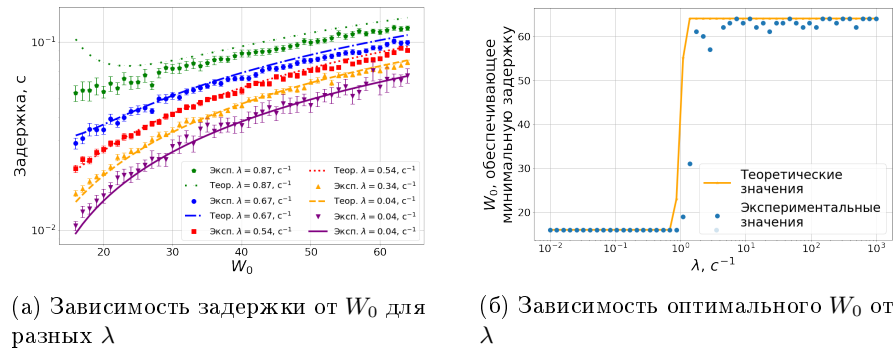 Задержка, с
10⁻¹
10⁻²
20 30 40 50 60
W₀
Эксп. λ = 0.87, с⁻¹
Теор. λ = 0.87, с⁻¹
Эксп. λ = 0.67, с⁻¹
Теор. λ = 0.67, с⁻¹
Эксп. λ = 0.54, с⁻¹
Теор. λ = 0.54, с⁻¹
Эксп. λ = 0.34, с⁻¹
Теор. λ = 0.04, с⁻¹
Эксп. λ = 0.04, с⁻¹
Эксп. λ = 0.04, с⁻¹
(а) Зависимость задержки от W₀ для
разных λ
W₀, обеспечивающее
минимальную задержку
60
50
40
30
20
10⁻² 10⁻¹ 10⁰ 10¹ 10² 10³
λ, с⁻¹
Теоретические
значения
Экспериментальные
значения
(б) Зависимость оптимального W₀ от
λ